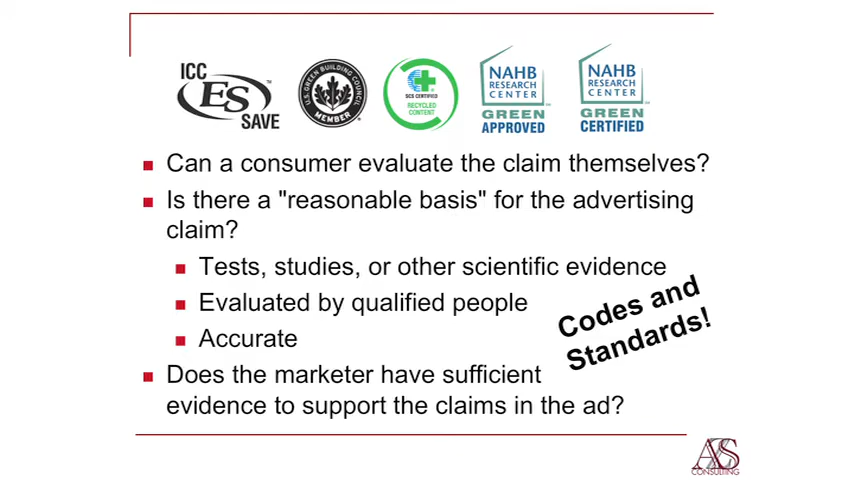 ICC
ES
SAVE
U.S. GREEN BUILDING COUNCIL
MEMBER
SCS CERTIFIED
RECYCLED
CONTENT
NAHB
RESEARCH
CENTER
GREEN
APPROVED
NAHB
RESEARCH
CENTER
GREEN
CERTIFIED
Can a consumer evaluate the claim themselves?
Is there a "reasonable basis" for the advertising
claim?
Tests, studies, or other scientific evidence
Evaluated by qualified people
Accurate
Codes and
Standards!
Does the marketer have sufficient
evidence to support the claims in the ad?
CONSULTING